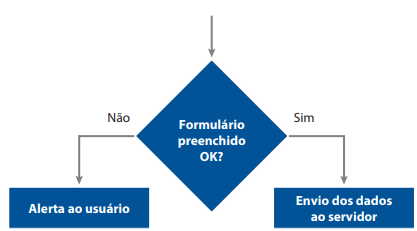 Não
Sim
Formulário
preenchido
OK?
Alerta ao usuário
Envio dos dados
ao servidor